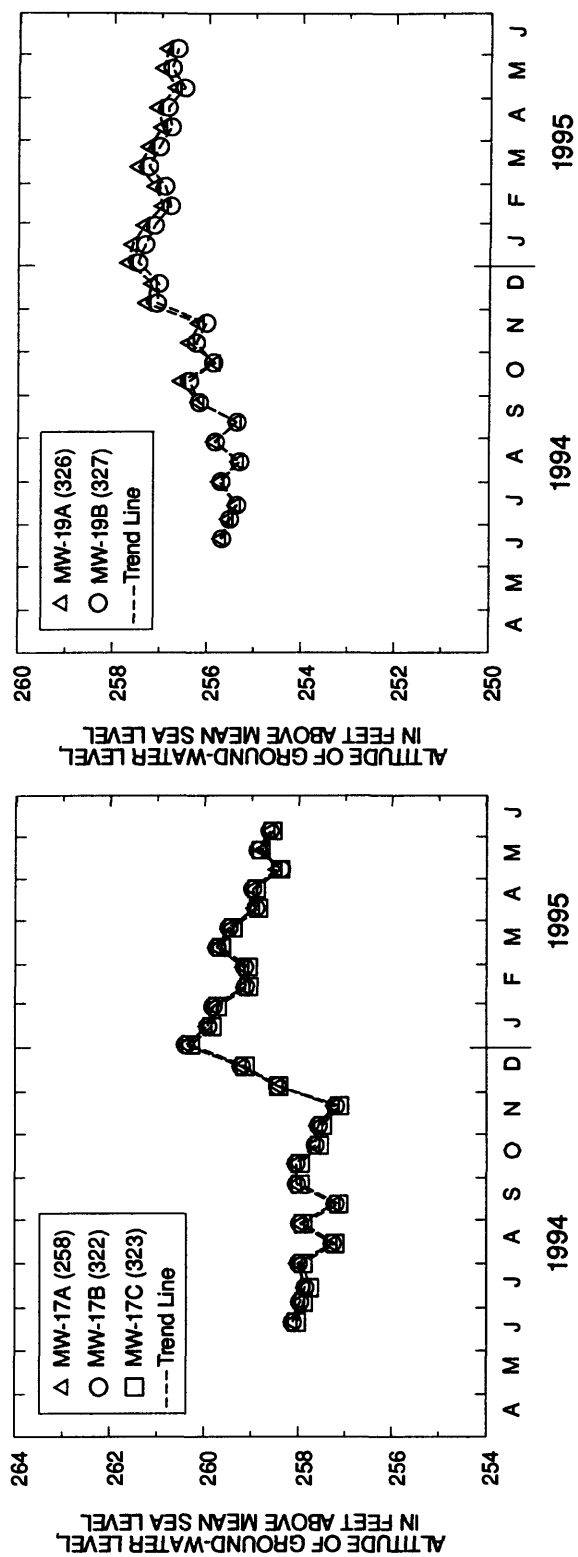 ALTITUDE OF GROUND-WATER LEVEL,
IN FEET ABOVE MEAN SEA LEVEL
264
262
260
258
256
254
△ MW-17A (258)
○ MW-17B (322)
□ MW-17C (323)
---- Trend Line
A M J J A S O N D J F M A M J
1994 1995
ALTITUDE OF GROUND-WATER LEVEL,
IN FEET ABOVE MEAN SEA LEVEL
260
258
256
254
252
250
△ MW-19A (326)
○ MW-19B (327)
---- Trend Line
A M J J A S O N D J F M A M J
1994 1995